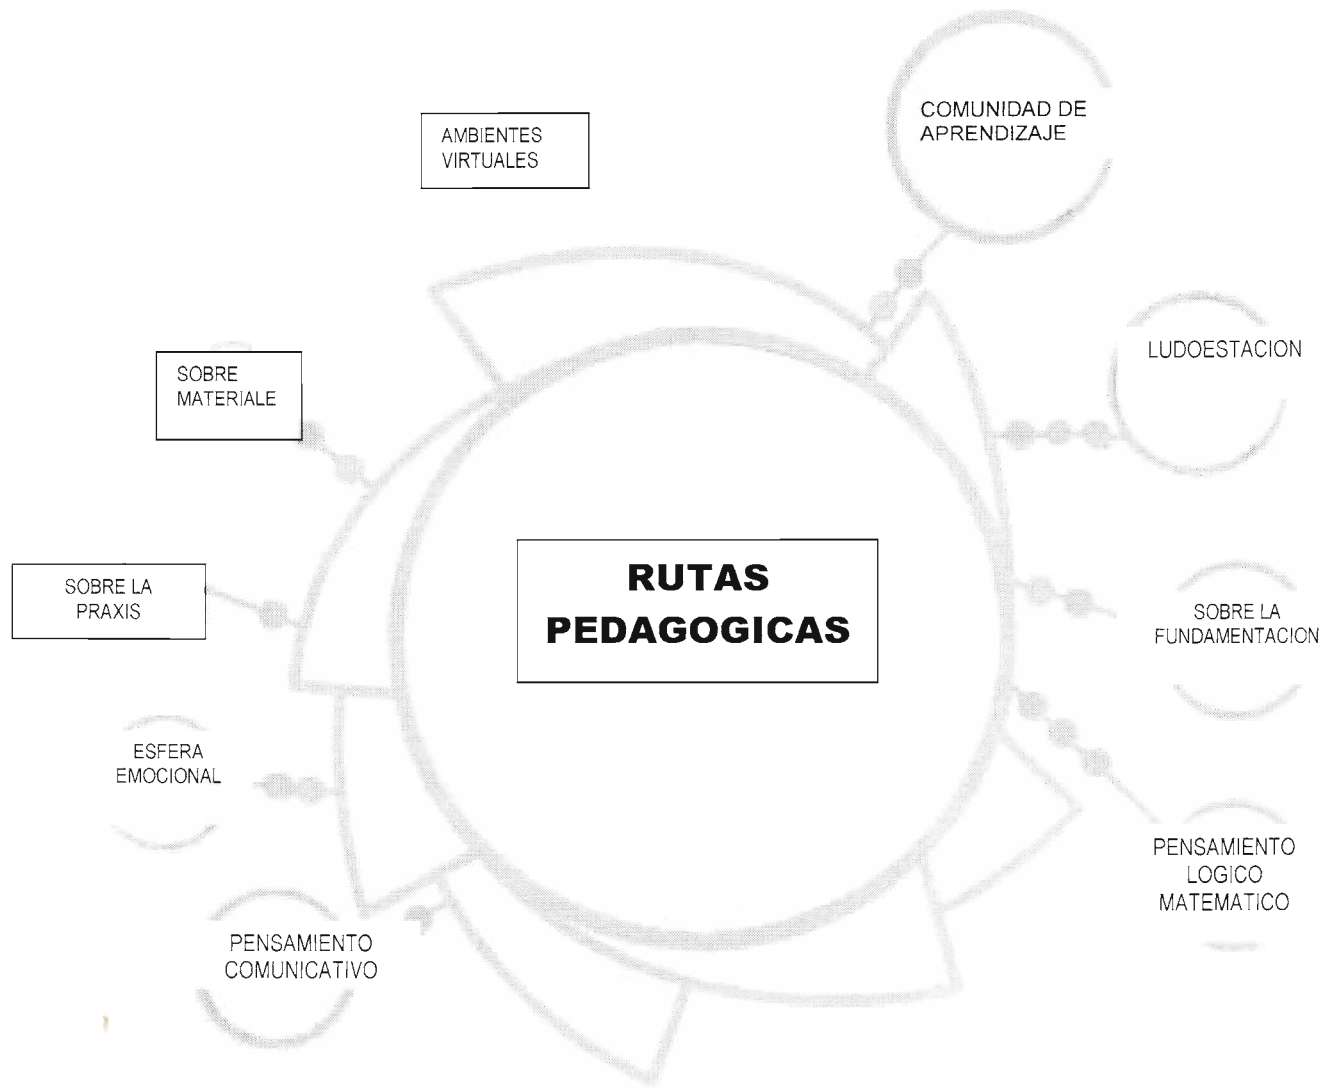 COMUNIDAD DE
APRENDIZAJE
AMBIENTES
VIRTUALES
LUDOESTACION
SOBRE
MATERIALE
RUTAS
PEDAGOGICAS
SOBRE LA
PRAXIS
SOBRE LA
FUNDAMENTACION
ESFERA
EMOCIONAL
PENSAMIENTO
LOGICO
MATEMATICO
PENSAMIENTO
COMUNICATIVO